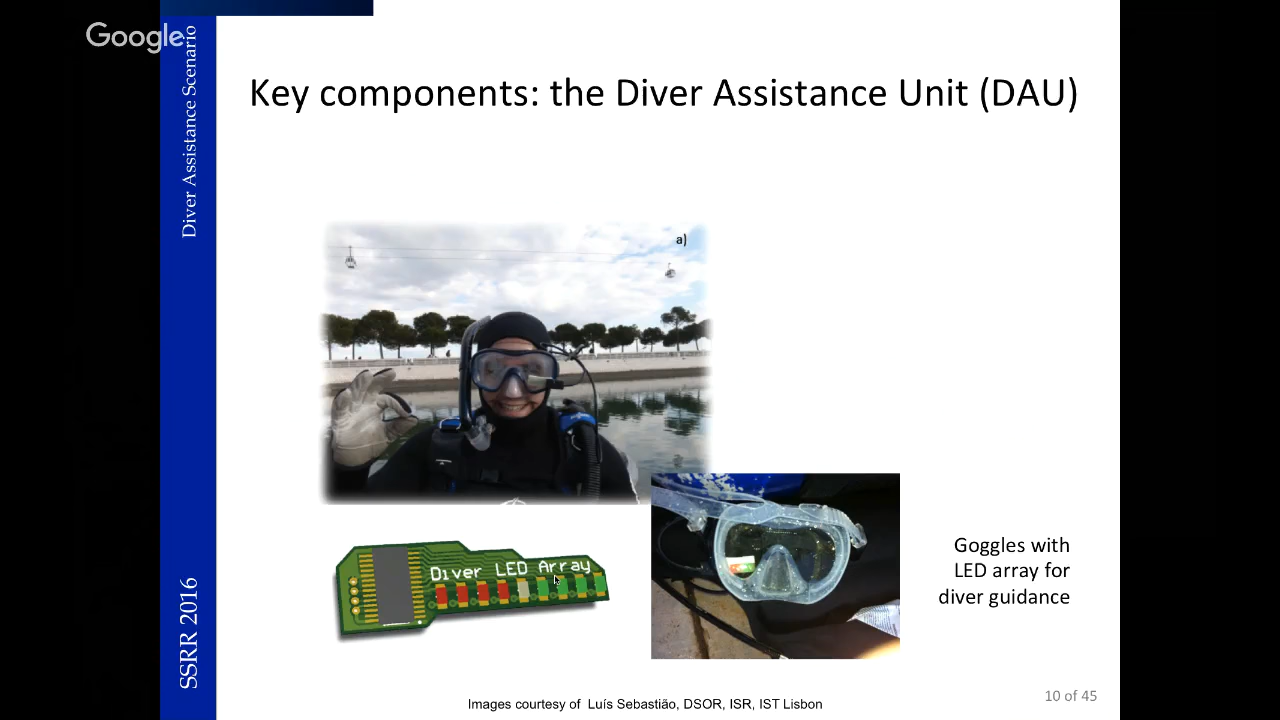 Google
Diver Assistance Scenario
SSRR 2016
Key components: the Diver Assistance Unit (DAU)
a)
Diver LED Array
Goggles with
LED array for
diver guidance
Images courtesy of Luís Sebastião, DSOR, ISR, IST Lisbon
10 of 45